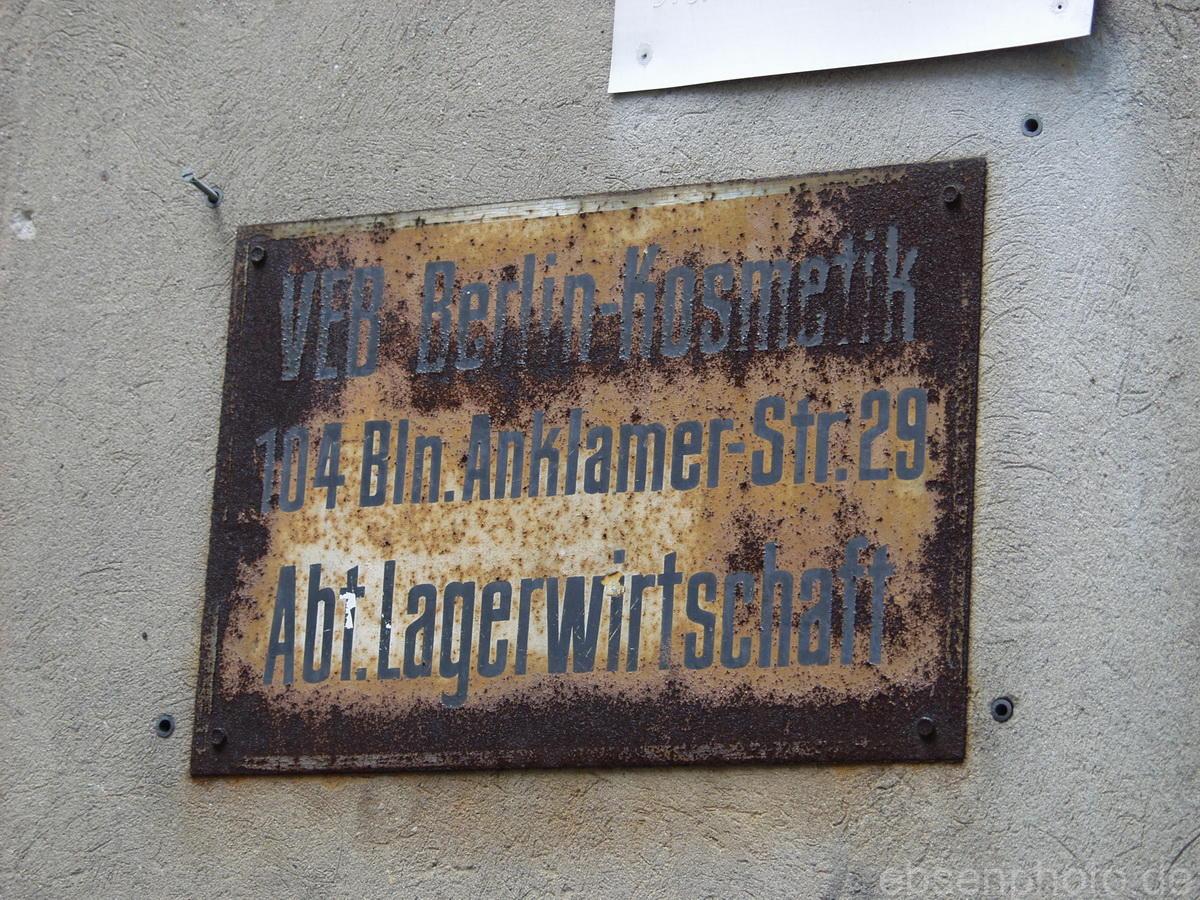 VEB Berlin-Kosmetik
104 Bln. Anklamer-Str. 29
Abt. Lagerwirtschaft
ebsenphoto.de